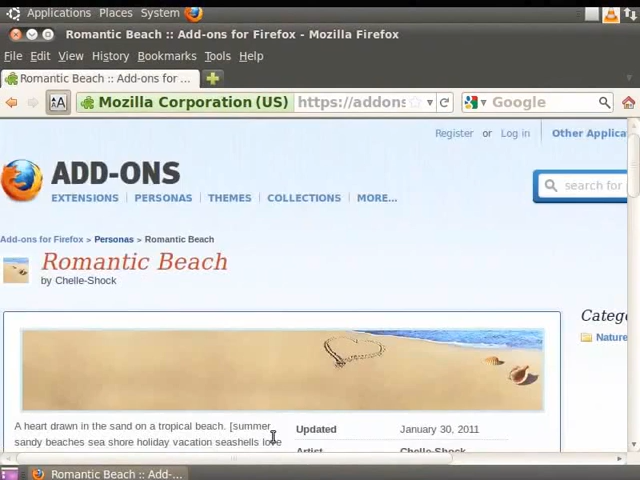 Applications Places System
Romantic Beach :: Add-ons for Firefox - Mozilla Firefox
File Edit View History Bookmarks Tools Help
Romantic Beach :: Add-ons for ...
Mozilla Corporation (US) https://addons Google
Register or Log in Other Applica
ADD-ONS
EXTENSIONS PERSONAS THEMES COLLECTIONS MORE...
search for
Add-ons for Firefox > Personas > Romantic Beach
Romantic Beach
by Chelle-Shock
Catego
Nature
A heart drawn in the sand on a tropical beach. [summer
Updated January 30, 2011
sandy beaches sea shore holiday vacation seashells love
Artist Chelle-Shock
Romantic Beach :: Add-...